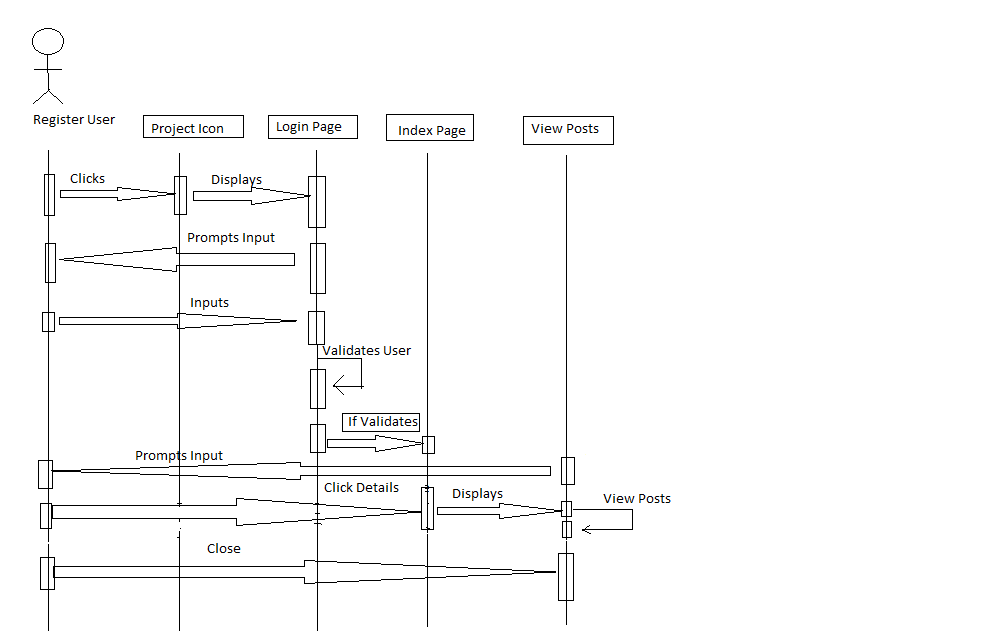 Register User
Project Icon
Login Page
Index Page
View Posts
Clicks
Displays
Prompts Input
Inputs
Validates User
If Validates
Prompts Input
Click Details
Displays
View Posts
Close